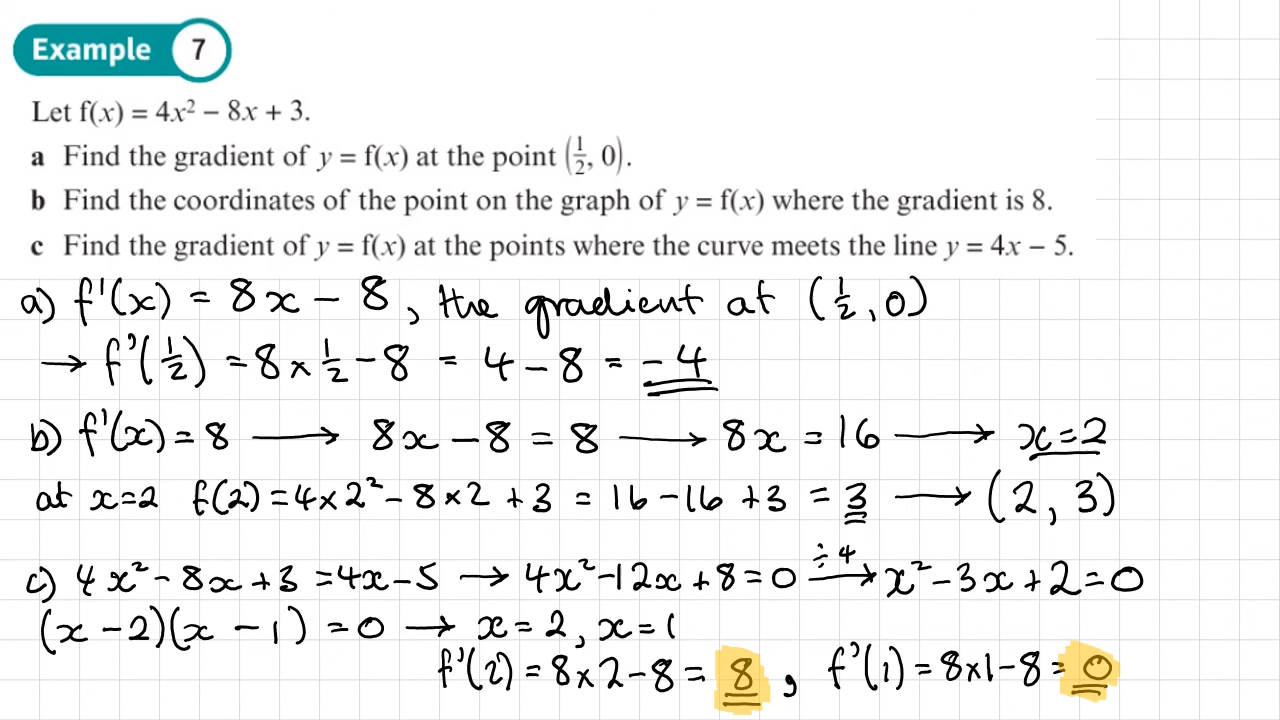 Example 7
Let f(x) = 4x² − 8x + 3.
a Find the gradient of y = f(x) at the point (1/2, 0).
b Find the coordinates of the point on the graph of y = f(x) where the gradient is 8.
c Find the gradient of y = f(x) at the points where the curve meets the line y = 4x − 5.
a) f'(x) = 8x − 8, the gradient at (1/2, 0)
→ f'(1/2) = 8 × 1/2 − 8 = 4 − 8 = −4
b) f'(x) = 8 → 8x − 8 = 8 → 8x = 16 → x = 2
at x=2 f(2) = 4×2² − 8×2 + 3 = 16 − 16 + 3 = 3 → (2, 3)
÷4
c) 4x² − 8x + 3 = 4x − 5 → 4x² − 12x + 8 = 0 → x² − 3x + 2 = 0
(x − 2)(x − 1) = 0 → x = 2, x = 1
f'(2) = 8×2 − 8 = 8, f'(1) = 8×1 − 8 = 0